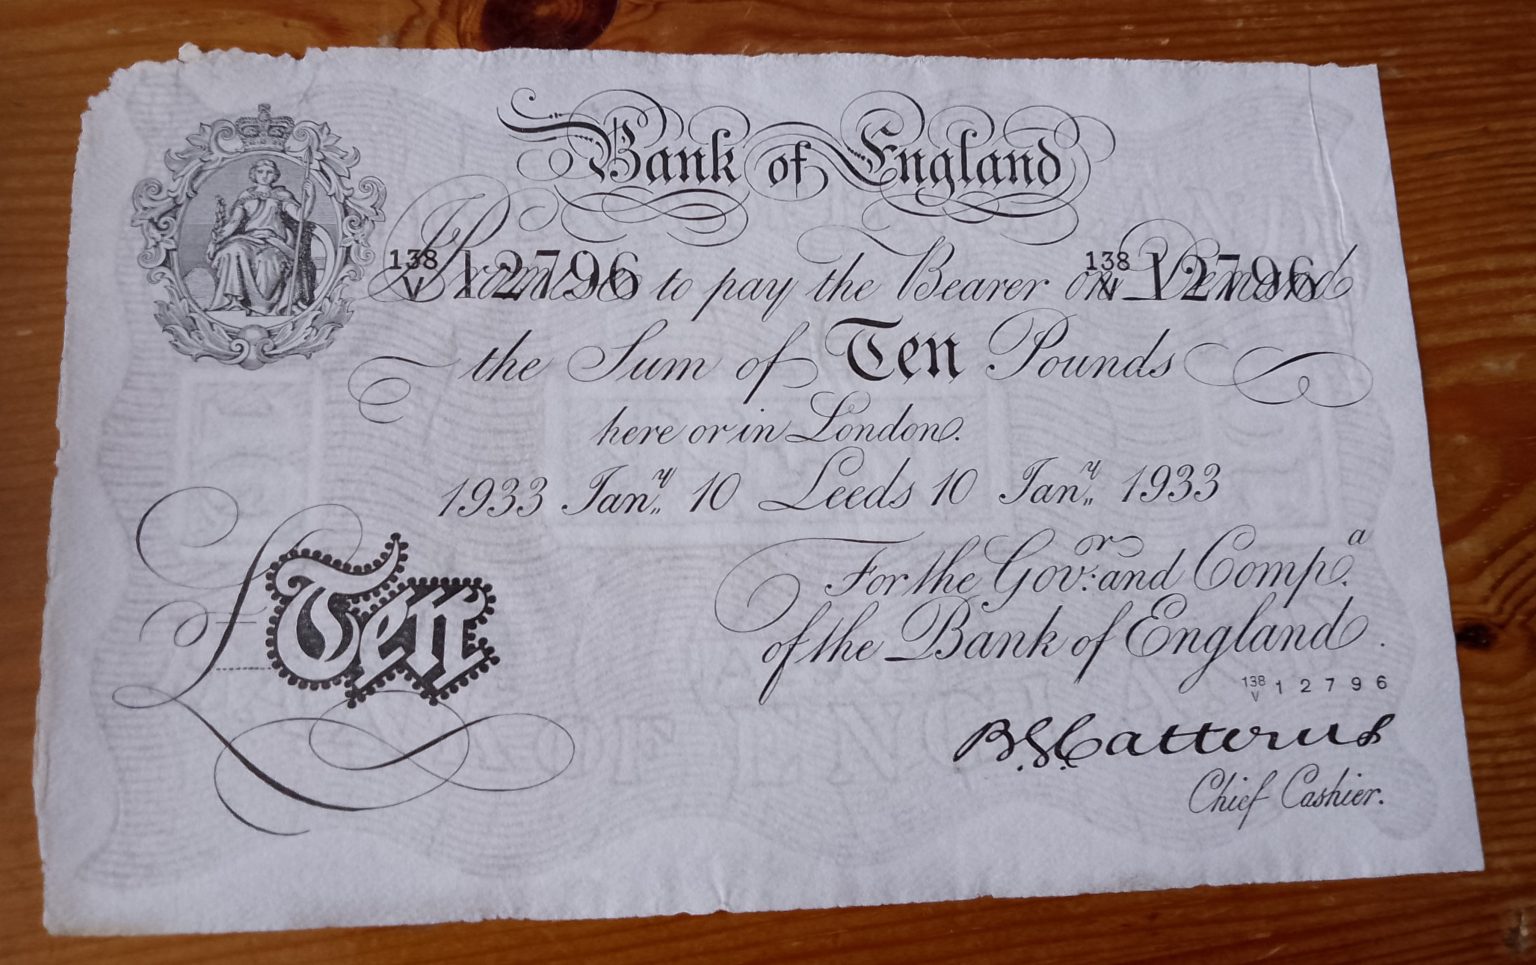 Bank of England
138 V 12796 138 V 12796
I Promise to pay the Bearer on Demand
the Sum of Ten Pounds
here or in London.
1933 Jany 10 Leeds 10 Jany 1933
For the Govor: and Compa.
of the Bank of England.
£Ten
138 V 12796
B.G.Catterns
Chief Cashier.